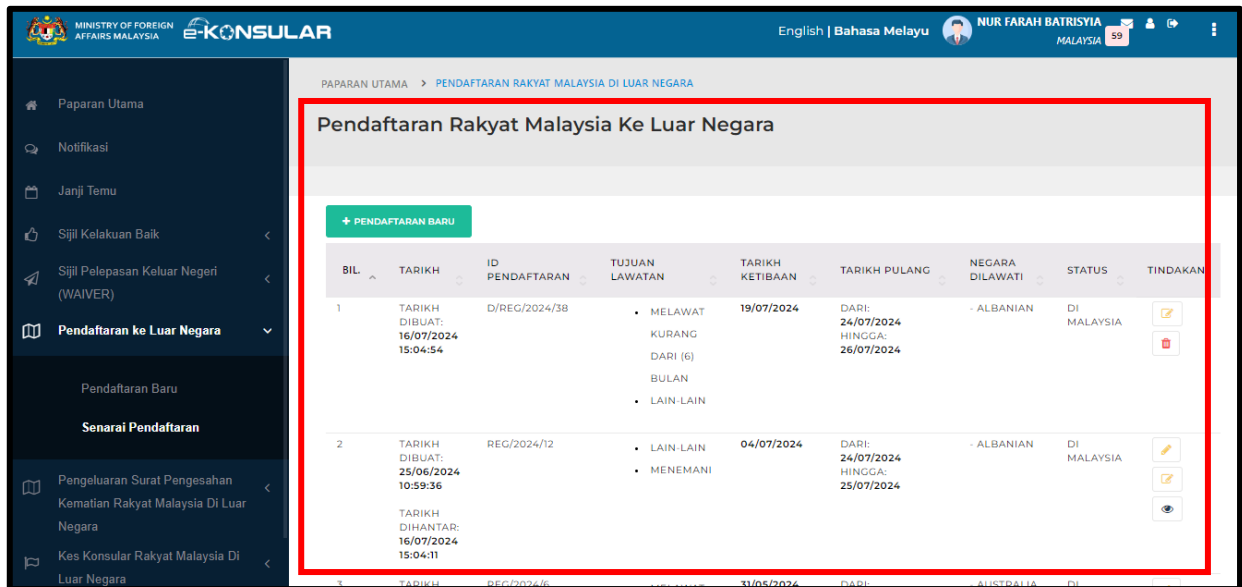 MINISTRY OF FOREIGN
AFFAIRS MALAYSIA
e-KONSULAR
English | Bahasa Melayu
NUR FARAH BATRISYIA
MALAYSIA
59
Paparan Utama
Notifikasi
Janji Temu
Sijil Kelakuan Baik
Sijil Pelepasan Keluar Negeri
(WAIVER)
Pendaftaran ke Luar Negara
Pendaftaran Baru
Senarai Pendaftaran
Pengeluaran Surat Pengesahan
Kematian Rakyat Malaysia Di Luar
Negara
Kes Konsular Rakyat Malaysia Di
Luar Negara
PAPARAN UTAMA > PENDAFTARAN RAKYAT MALAYSIA DI LUAR NEGARA
Pendaftaran Rakyat Malaysia Ke Luar Negara
+ PENDAFTARAN BARU
BIL.
TARIKH
ID
PENDAFTARAN
TUJUAN
LAWATAN
TARIKH
KETIBAAN
TARIKH PULANG
NEGARA
DILAWATI
STATUS
TINDAKAN
1
TARIKH
DIBUAT:
16/07/2024
15:04:54
D/REG/2024/38
• MELAWAT
KURANG
DARI (6)
BULAN
• LAIN-LAIN
19/07/2024
DARI:
24/07/2024
HINGGA:
26/07/2024
- ALBANIAN
DI
MALAYSIA
2
TARIKH
DIBUAT:
25/06/2024
10:59:36
TARIKH
DIHANTAR:
16/07/2024
15:04:11
REG/2024/12
• LAIN-LAIN
• MENEMANI
04/07/2024
DARI:
24/07/2024
HINGGA:
25/07/2024
- ALBANIAN
DI
MALAYSIA
3
TARIKH
REG/2024/6
MELAWAT
31/05/2024
DARI:
- AUSTRALIA
DI